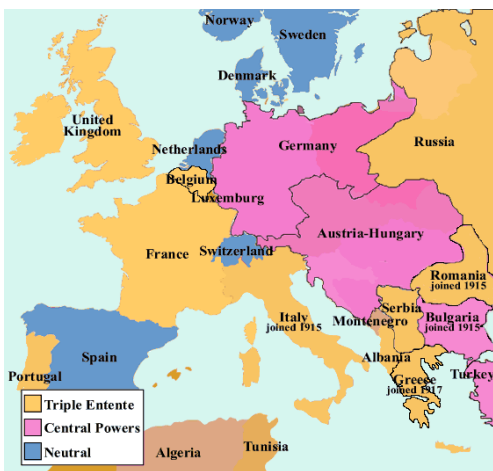 Norway
Sweden
Denmark
United
Kingdom
Netherlands
Germany
Russia
Belgium
Luxemburg
Austria-Hungary
France
Switzerland
Romania
joined 1915
Italy
joined 1915
Serbia
Montenegro
Bulgaria
joined 1915
Spain
Albania
Portugal
Greece
joined 1917
Turkey
Triple Entente
Central Powers
Neutral
Algeria
Tunisia